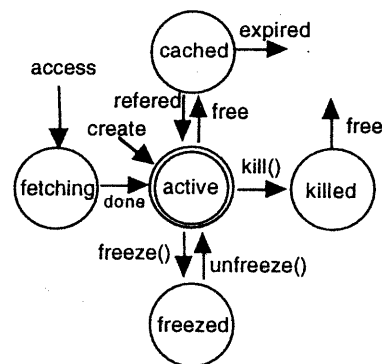 cached
expired
access
refered
free
create
free
fetching
done
active
kill()
killed
freeze()
unfreeze()
freezed